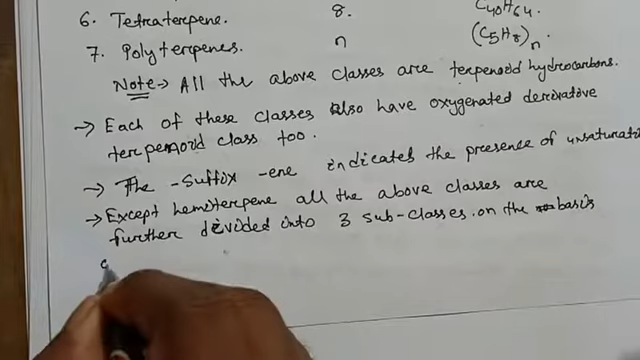 6. Tetraterpene. 8. C40H64.
7. Polyterpenes. n (C5H8)n.
Note → All the above classes are terpenoid hydrocarbons.
→ Each of these classes also have oxygenated derivative
terpenoid class too.
→ The -Suffix -ene indicates the presence of unsaturati
→ Except hemiterpene all the above classes are
further divided into 3 sub-classes. on the basis